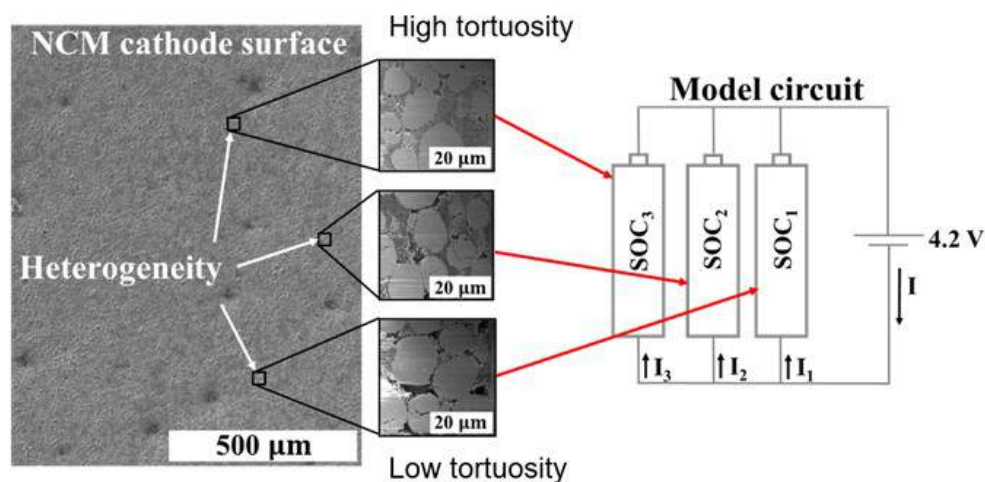 High tortuosity
NCM cathode surface
Model circuit
20 µm
SOC₃
SOC₂
SOC₁
20 µm
4.2 V
Heterogeneity
I
20 µm
I₃
I₂
I₁
500 µm
Low tortuosity